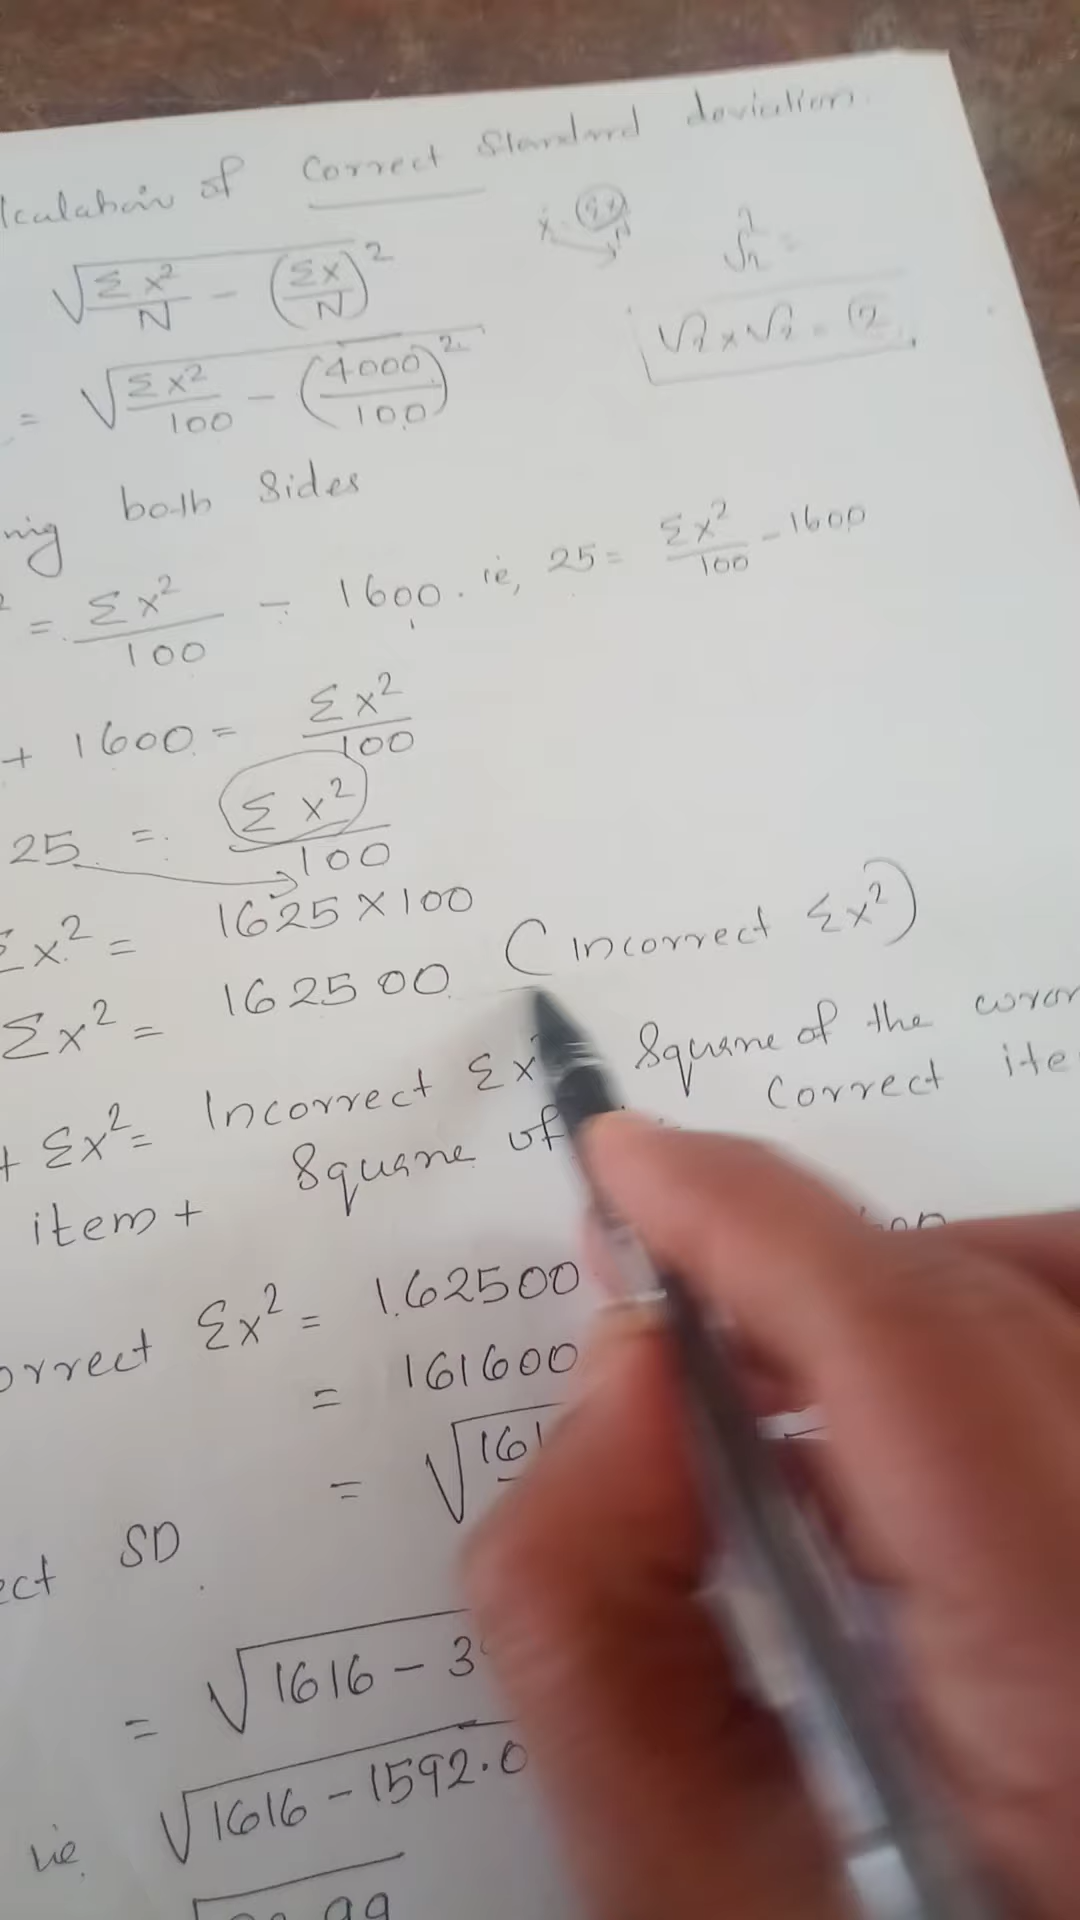 lculation of Correct Standard deviation.
√Σx²/N − (Σx/N)²
= √Σx²/100 − (4000/100)²
√2 × √2 = 2
both Sides
² = Σx²/100 − 1600. ie, 25 = Σx²/100 − 1600
+ 1600 = Σx²/100
25 = Σx²/100
Σx² = 1625×100
Σx² = 162500 (Incorrect Σx²)
Σx² = Incorrect Σx² Square of the
item + Square of correct
orrect Σx² = 162500
= 161600
= √161
ect SD
= √1616 − 3
ie √1616 − 1592.0